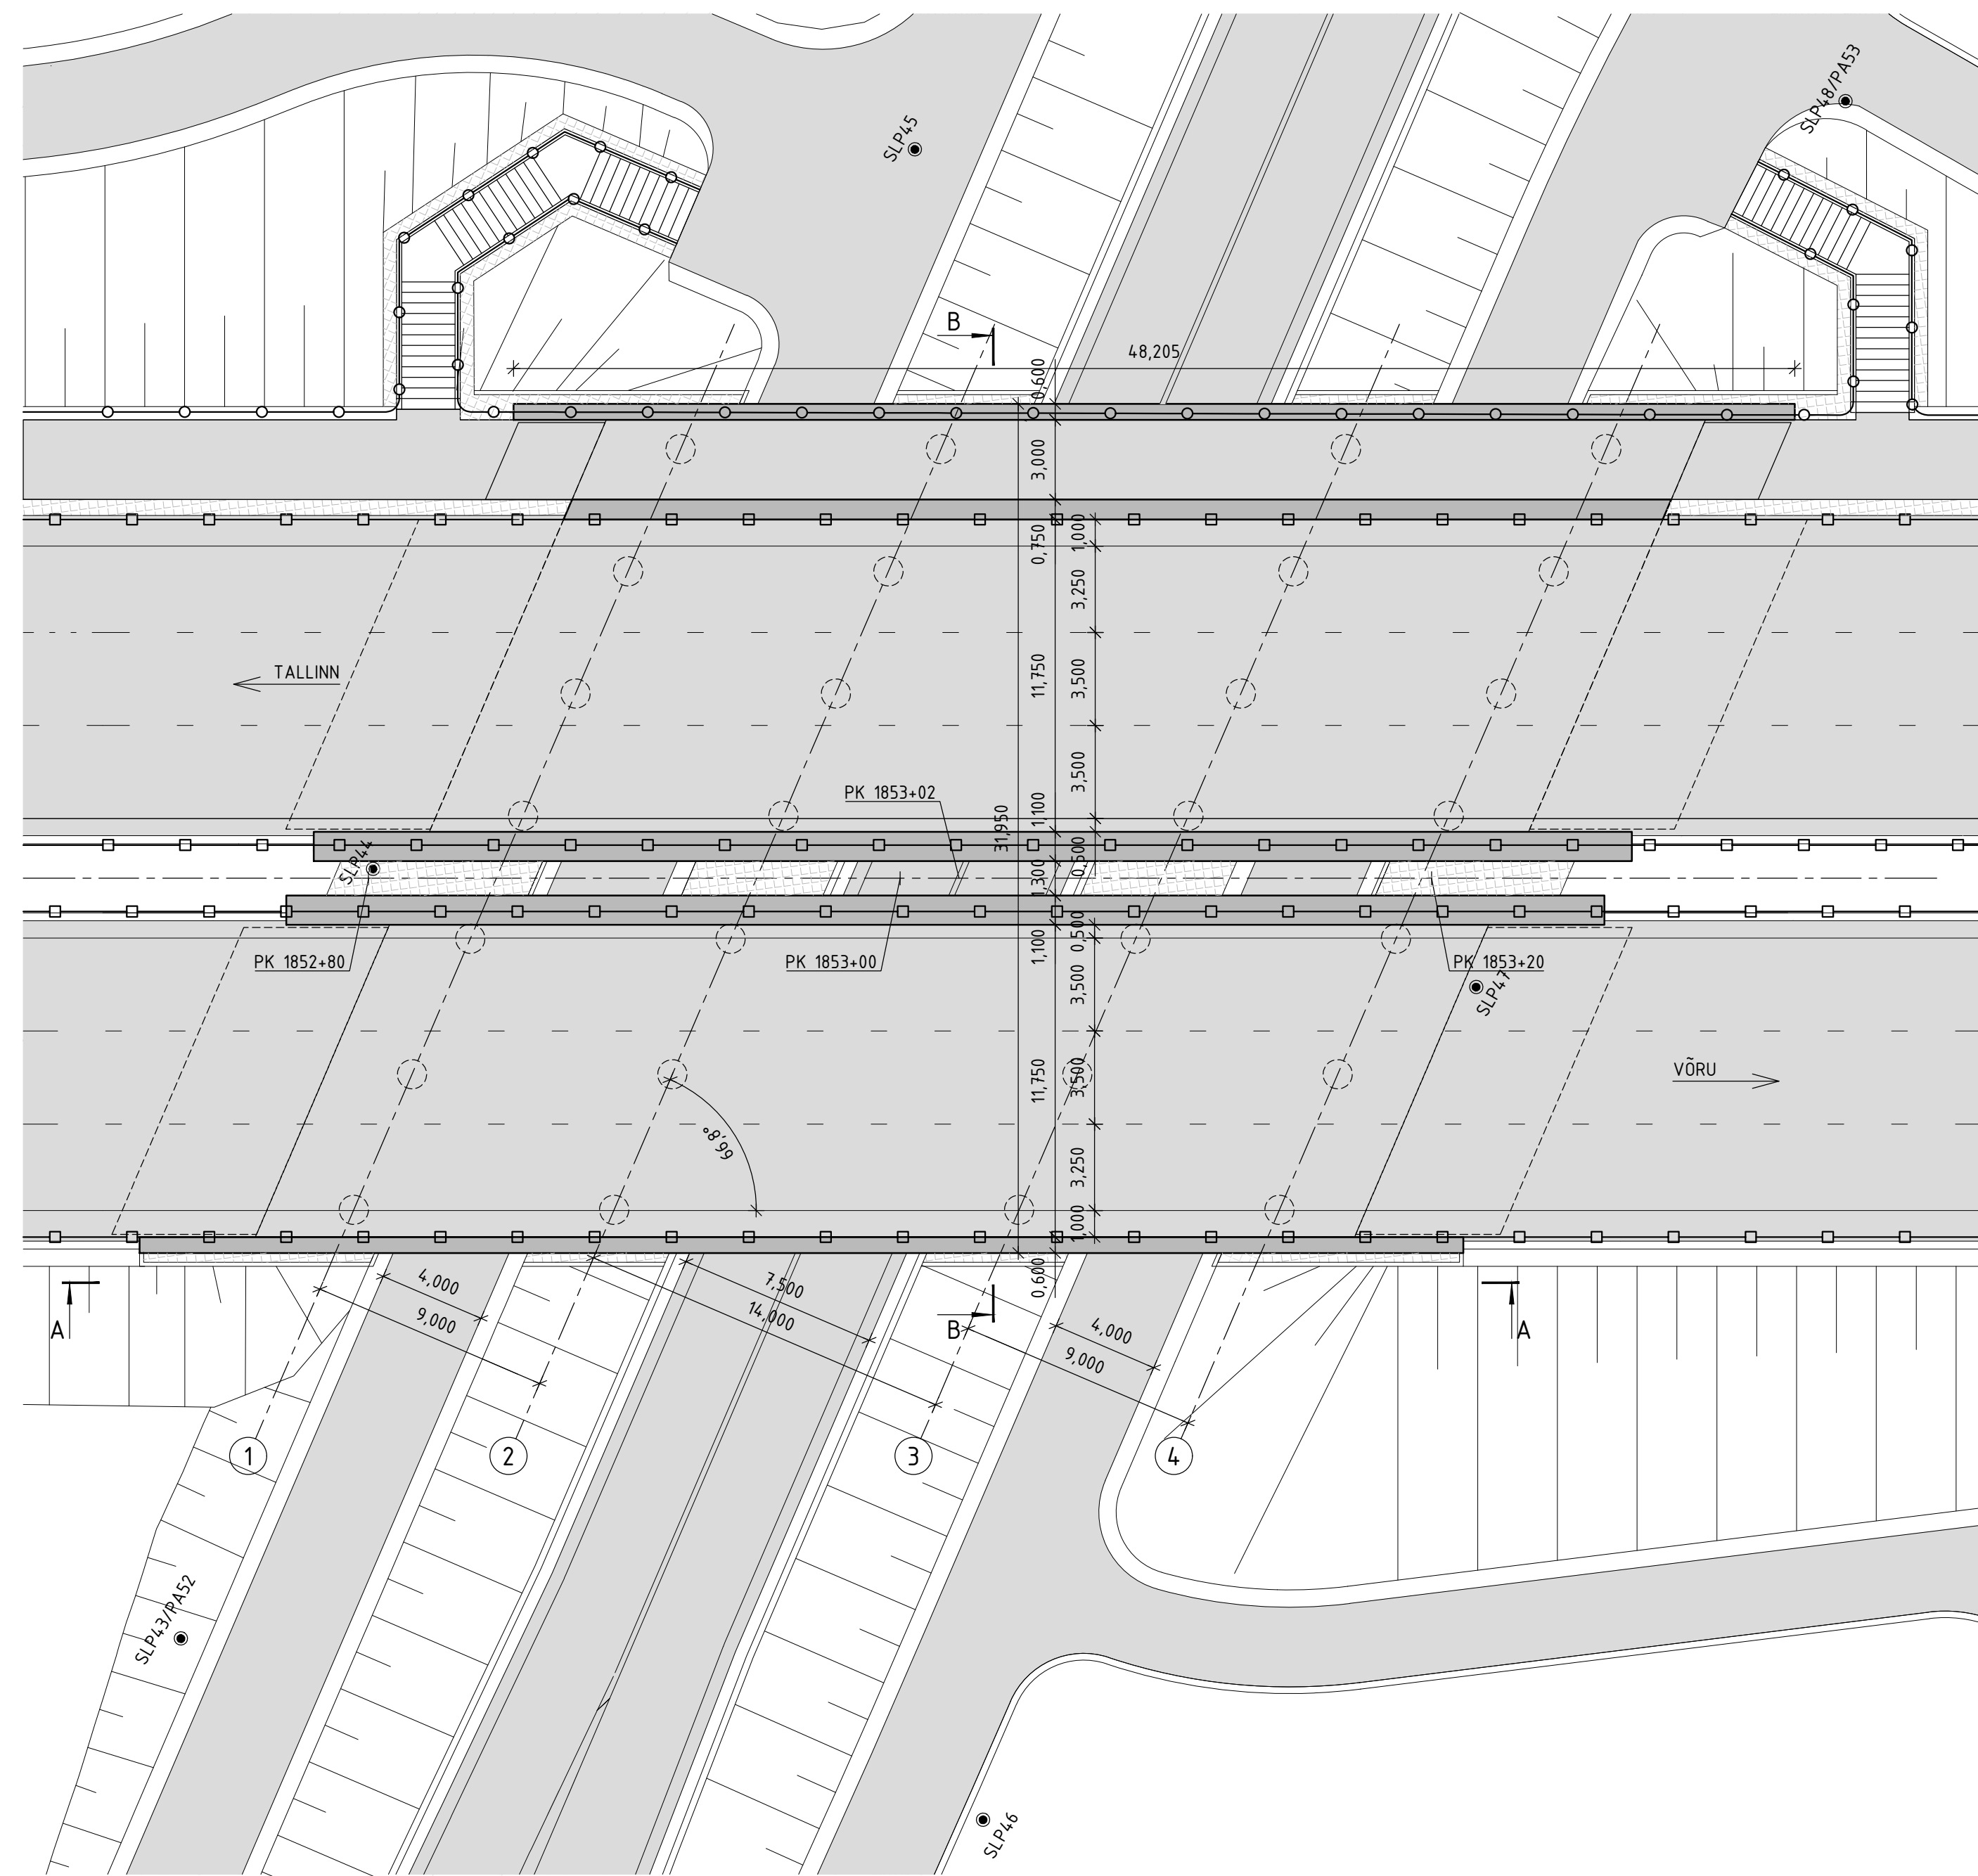 SLP48/PA53
SLP45
B
48,205
0,600
3,000
0,750
1,000
3,250
TALLINN
11,750
3,500
3,500
PK 1853+02
1,100
31,950
0,500
SLP44
1,300
PK 1852+80
PK 1853+00
PK 1853+20
1,100
0,500
SLP47
3,500
11,750
3,500
VÕRU
66,8°
3,250
1,000
0,600
4,000
9,000
7,500
14,000
A
B
4,000
9,000
A
1
2
3
4
SLP43/PA52
SLP46